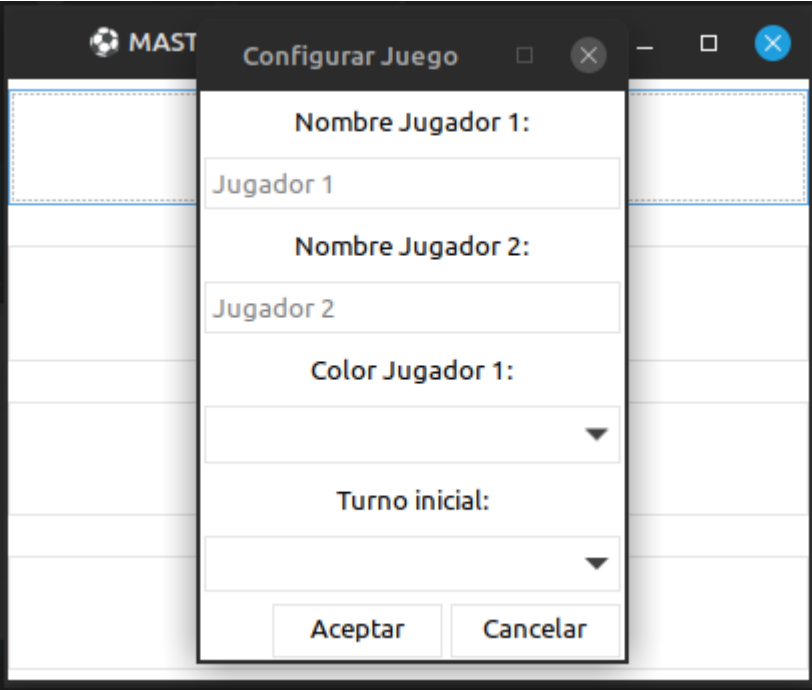 MAST
Configurar Juego
Nombre Jugador 1:
Jugador 1
Nombre Jugador 2:
Jugador 2
Color Jugador 1:
Turno inicial:
Aceptar
Cancelar